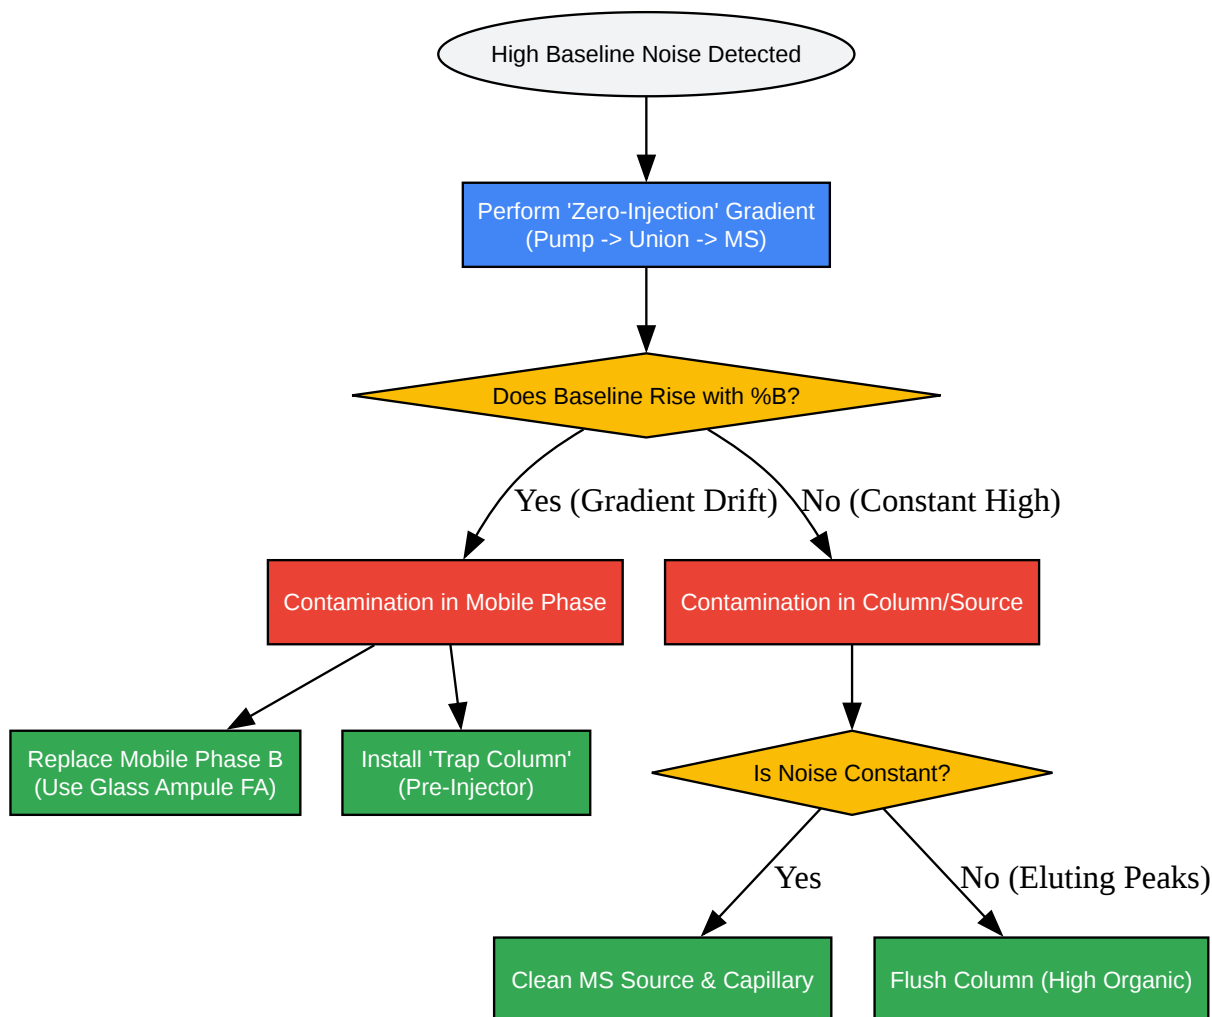 High Baseline Noise Detected
Perform 'Zero-Injection' Gradient
(Pump -> Union -> MS)
Does Baseline Rise with %B?
Yes (Gradient Drift)
No (Constant High)
Contamination in Mobile Phase
Contamination in Column/Source
Replace Mobile Phase B
(Use Glass Ampule FA)
Install 'Trap Column'
(Pre-Injector)
Is Noise Constant?
Yes
No (Eluting Peaks)
Clean MS Source & Capillary
Flush Column (High Organic)